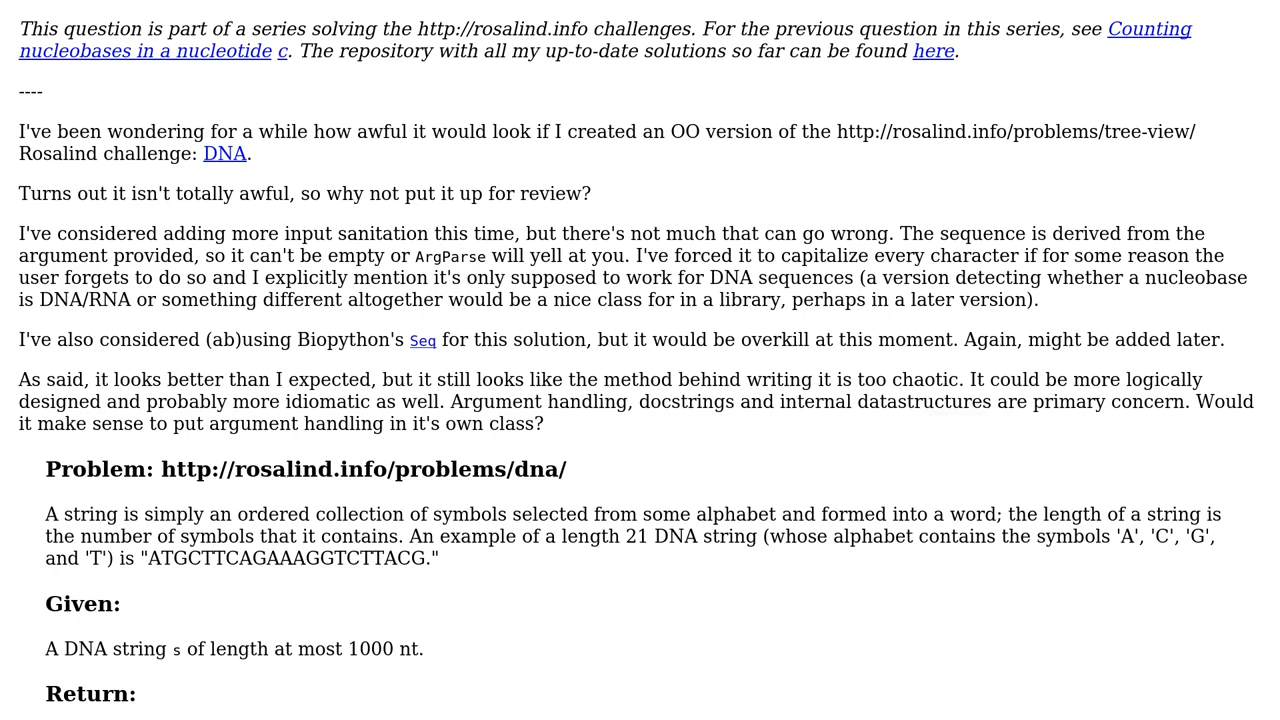 This question is part of a series solving the http://rosalind.info challenges. For the previous question in this series, see Counting
nucleobases in a nucleotide c. The repository with all my up-to-date solutions so far can be found here.
----
I've been wondering for a while how awful it would look if I created an OO version of the http://rosalind.info/problems/tree-view/
Rosalind challenge: DNA.
Turns out it isn't totally awful, so why not put it up for review?
I've considered adding more input sanitation this time, but there's not much that can go wrong. The sequence is derived from the
argument provided, so it can't be empty or ArgParse will yell at you. I've forced it to capitalize every character if for some reason the
user forgets to do so and I explicitly mention it's only supposed to work for DNA sequences (a version detecting whether a nucleobase
is DNA/RNA or something different altogether would be a nice class for in a library, perhaps in a later version).
I've also considered (ab)using Biopython's Seq for this solution, but it would be overkill at this moment. Again, might be added later.
As said, it looks better than I expected, but it still looks like the method behind writing it is too chaotic. It could be more logically
designed and probably more idiomatic as well. Argument handling, docstrings and internal datastructures are primary concern. Would
it make sense to put argument handling in it's own class?
Problem: http://rosalind.info/problems/dna/
A string is simply an ordered collection of symbols selected from some alphabet and formed into a word; the length of a string is
the number of symbols that it contains. An example of a length 21 DNA string (whose alphabet contains the symbols 'A', 'C', 'G',
and 'T') is "ATGCTTCAGAAAGGTCTTACG."
Given:
A DNA string s of length at most 1000 nt.
Return: